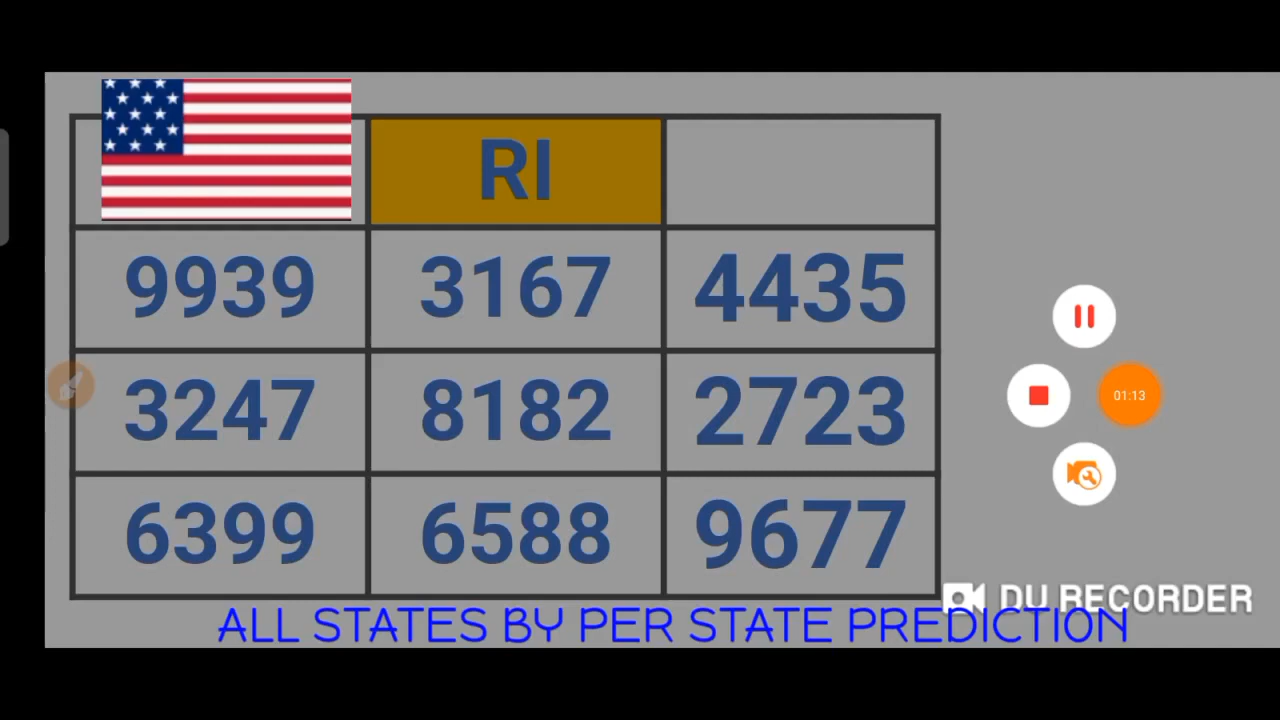 RI
9939 3167 4435
3247 8182 2723
6399 6588 9677
01:13
DU RECORDER
ALL STATES BY PER STATE PREDICTION